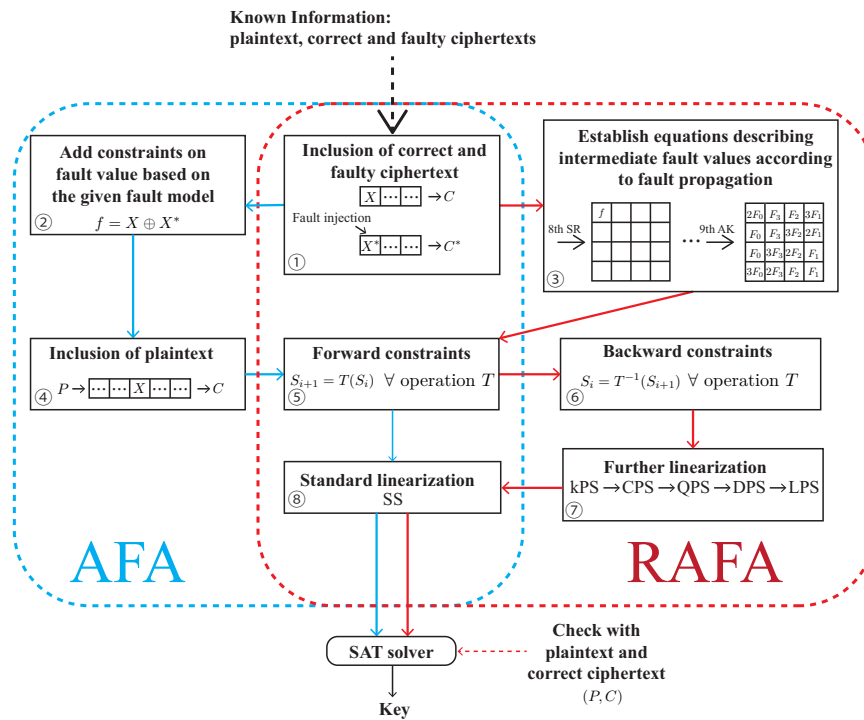 Known Information:
plaintext, correct and faulty ciphertexts
Add constraints on
fault value based on
the given fault model
② f = X ⊕ X*
Inclusion of correct and
faulty ciphertext
X ⋯ ⋯ → C
Fault injection
X* ⋯ ⋯ → C*
①
Establish equations describing
intermediate fault values according
to fault propagation
f
8th SR
⋯
9th AK
2F₀ F₃ F₂ 3F₁
F₀ F₃ 3F₂ 2F₁
F₀ 3F₃ 2F₂ F₁
3F₀ 2F₃ F₂ F₁
③
Inclusion of plaintext
P → ⋯ ⋯ X ⋯ ⋯ → C
④
Forward constraints
Sᵢ₊₁ = T(Sᵢ) ∀ operation T
⑤
Backward constraints
Sᵢ = T⁻¹(Sᵢ₊₁) ∀ operation T
⑥
Standard linearization
SS
⑧
Further linearization
kPS → CPS → QPS → DPS → LPS
⑦
AFA
RAFA
SAT solver
Check with
plaintext and
correct ciphertext
(P, C)
Key